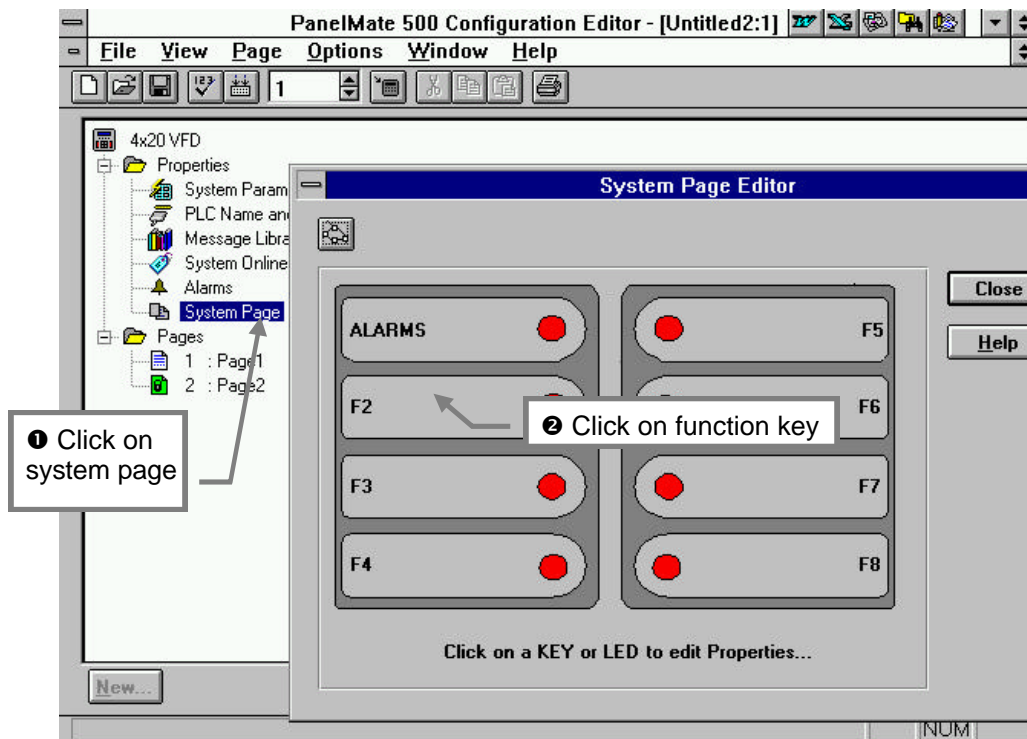 PanelMate 500 Configuration Editor - [Untitled2:1]
File View Page Options Window Help
1
4x20 VFD
Properties
System Param
PLC Name an
Message Libra
System Online
Alarms
System Page
Pages
1 : Page1
2 : Page2
New...
❶ Click on
system page
System Page Editor
ALARMS
F2
F3
F4
F5
F6
F7
F8
❷ Click on function key
Click on a KEY or LED to edit Properties...
Close
Help
NUM